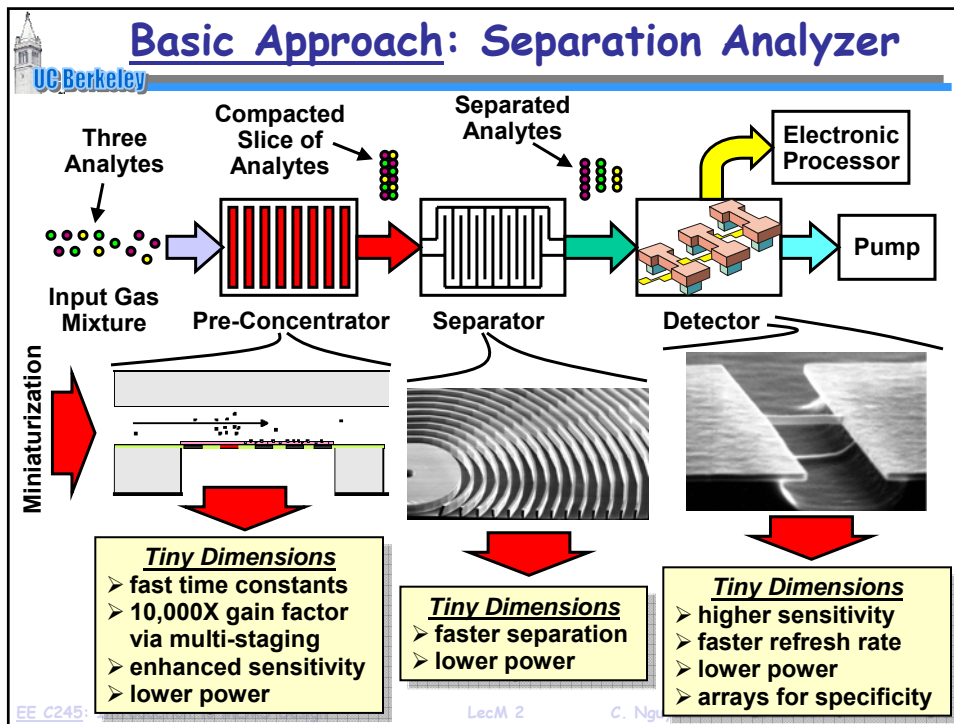 Basic Approach: Separation Analyzer
UC Berkeley
Three
Analytes
Compacted
Slice of
Analytes
Separated
Analytes
Electronic
Processor
Pump
Input Gas
Mixture
Pre-Concentrator
Separator
Detector
Miniaturization
Tiny Dimensions
➤ fast time constants
➤ 10,000X gain factor
via multi-staging
➤ enhanced sensitivity
➤ lower power
Tiny Dimensions
➤ faster separation
➤ lower power
Tiny Dimensions
➤ higher sensitivity
➤ faster refresh rate
➤ lower power
➤ arrays for specificity
EE C245:
LecM 2
C.